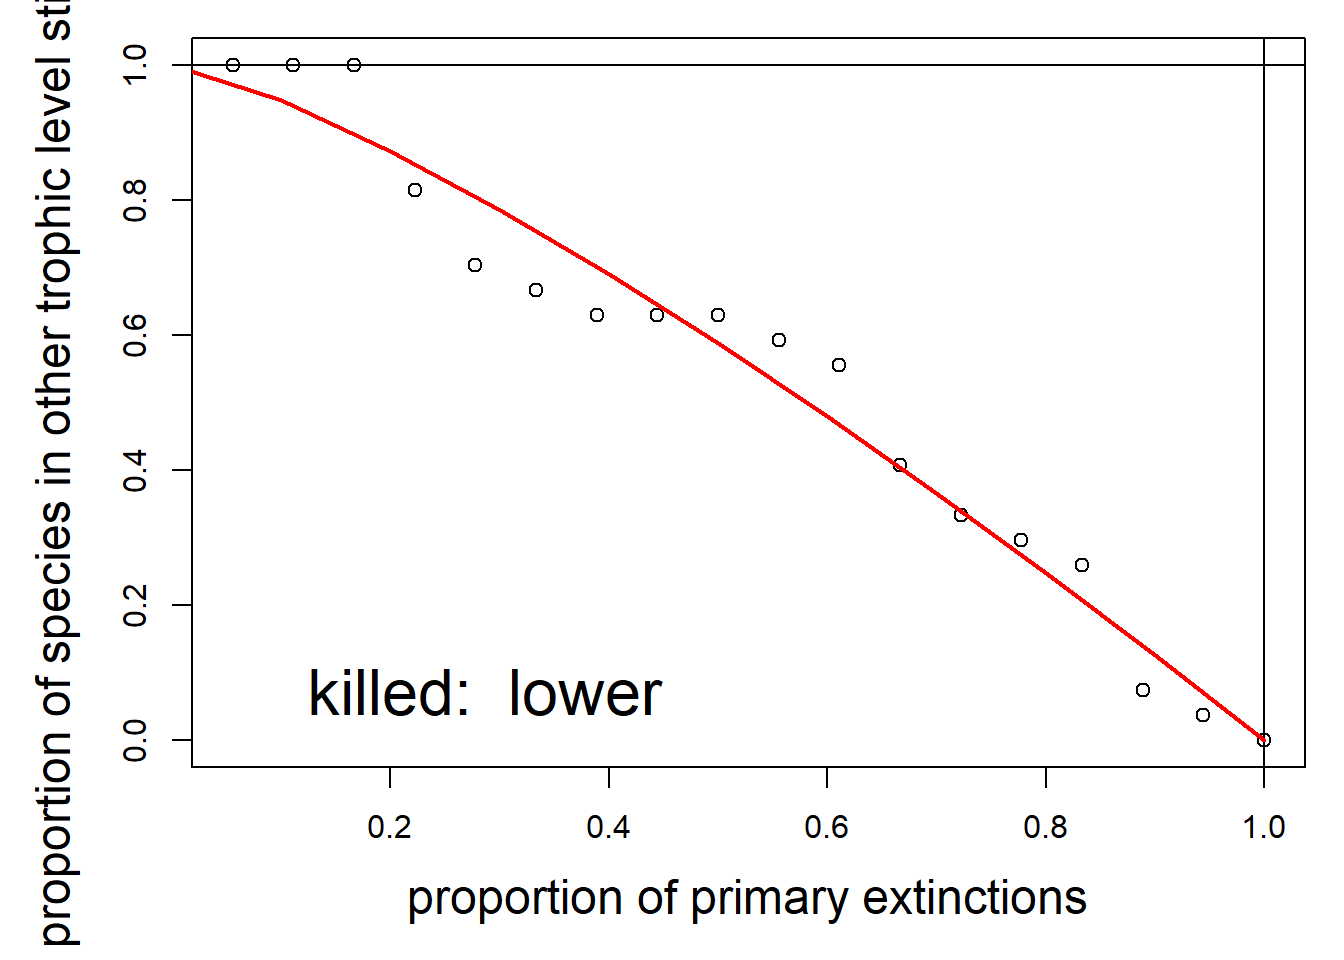 proportion of species in other trophic level
1.0
0.8
0.6
0.4
0.2
0.0
killed: lower
0.2 0.4 0.6 0.8 1.0
proportion of primary extinctions